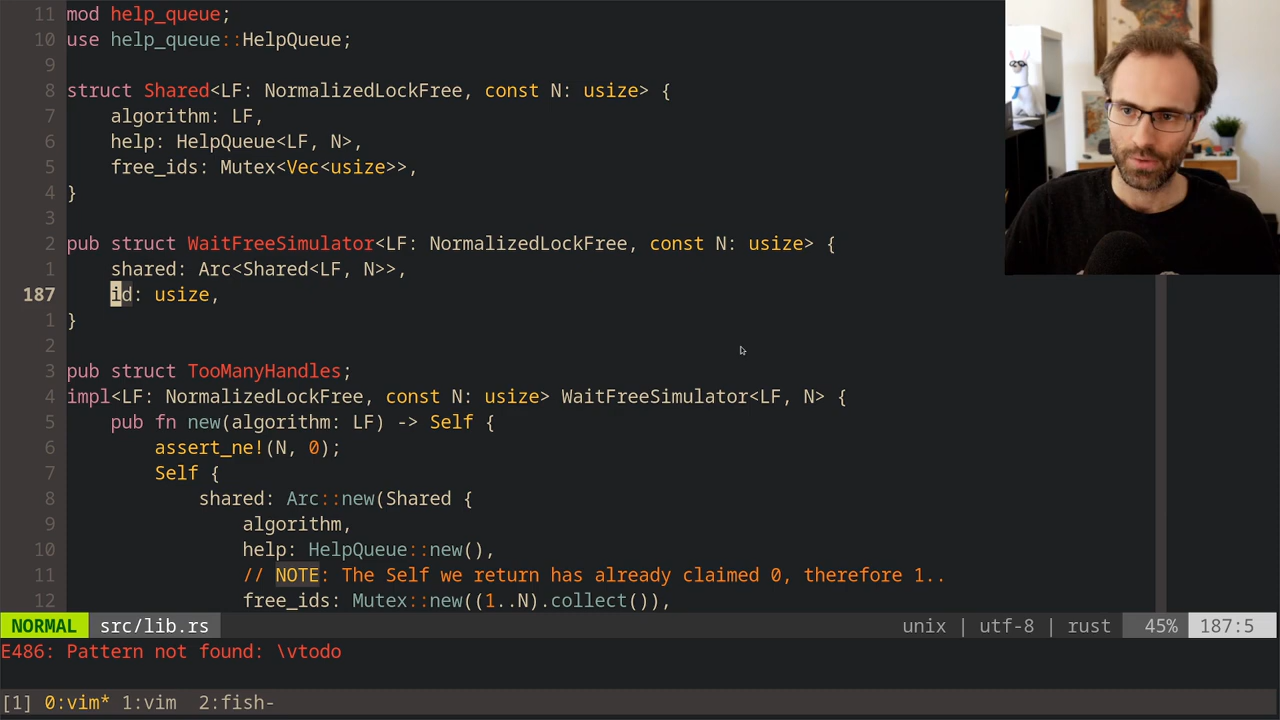 11 mod help_queue;
10 use help_queue::HelpQueue;
9
8 struct Shared<LF: NormalizedLockFree, const N: usize> {
7     algorithm: LF,
6     help: HelpQueue<LF, N>,
5     free_ids: Mutex<Vec<usize>>,
4 }
3
2 pub struct WaitFreeSimulator<LF: NormalizedLockFree, const N: usize> {
1     shared: Arc<Shared<LF, N>>,
187     id: usize,
1 }
2
3 pub struct TooManyHandles;
4 impl<LF: NormalizedLockFree, const N: usize> WaitFreeSimulator<LF, N> {
5     pub fn new(algorithm: LF) -> Self {
6         assert_ne!(N, 0);
7         Self {
8             shared: Arc::new(Shared {
9                 algorithm,
10                 help: HelpQueue::new(),
11                 // NOTE: The Self we return has already claimed 0, therefore 1..
12                 free_ids: Mutex::new((1..N).collect()),
NORMAL src/lib.rs unix | utf-8 | rust 45% 187:5
E486: Pattern not found: \vtodo
[1] 0:vim* 1:vim 2:fish-